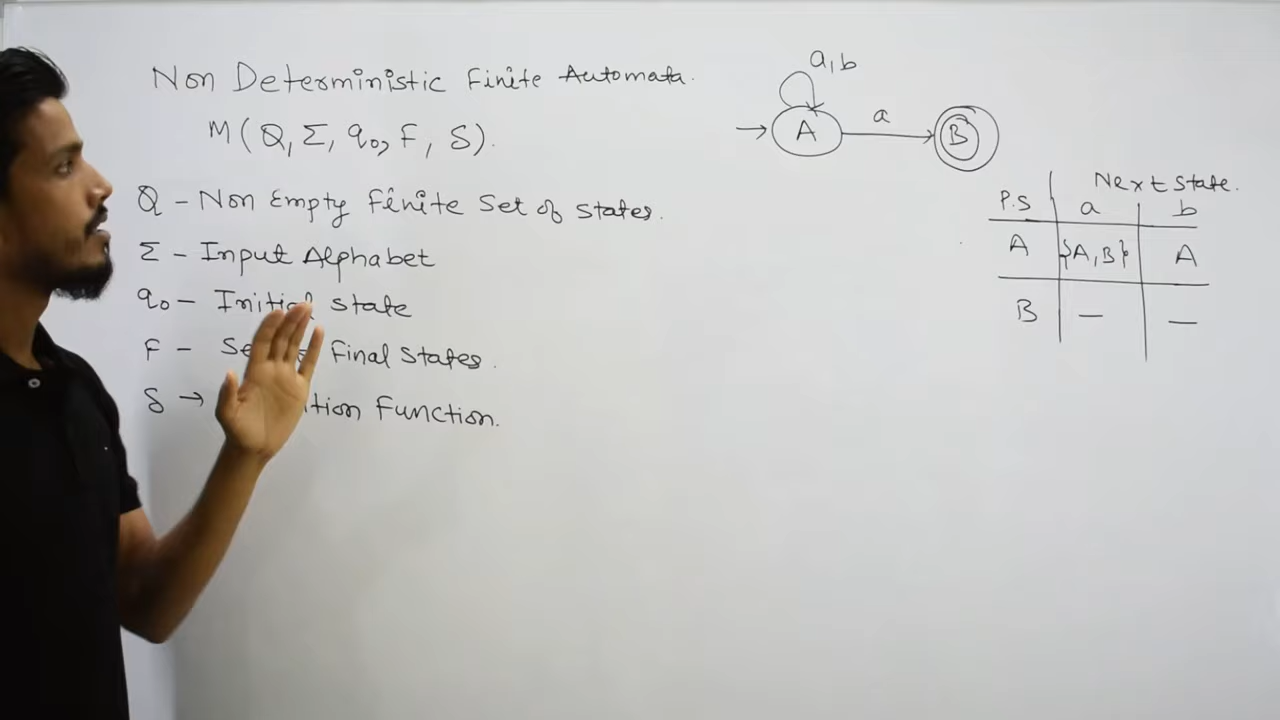 Non Deterministic Finite Automata.
M(Q, Σ, q0, F, δ).
Q - Non Empty Finite Set of States.
Σ - Input Alphabet
q0 - Initial State
F - Final States.
δ → Function.
a,b
A a B
Next State.
P.S a b
A {A,B} A
B — —